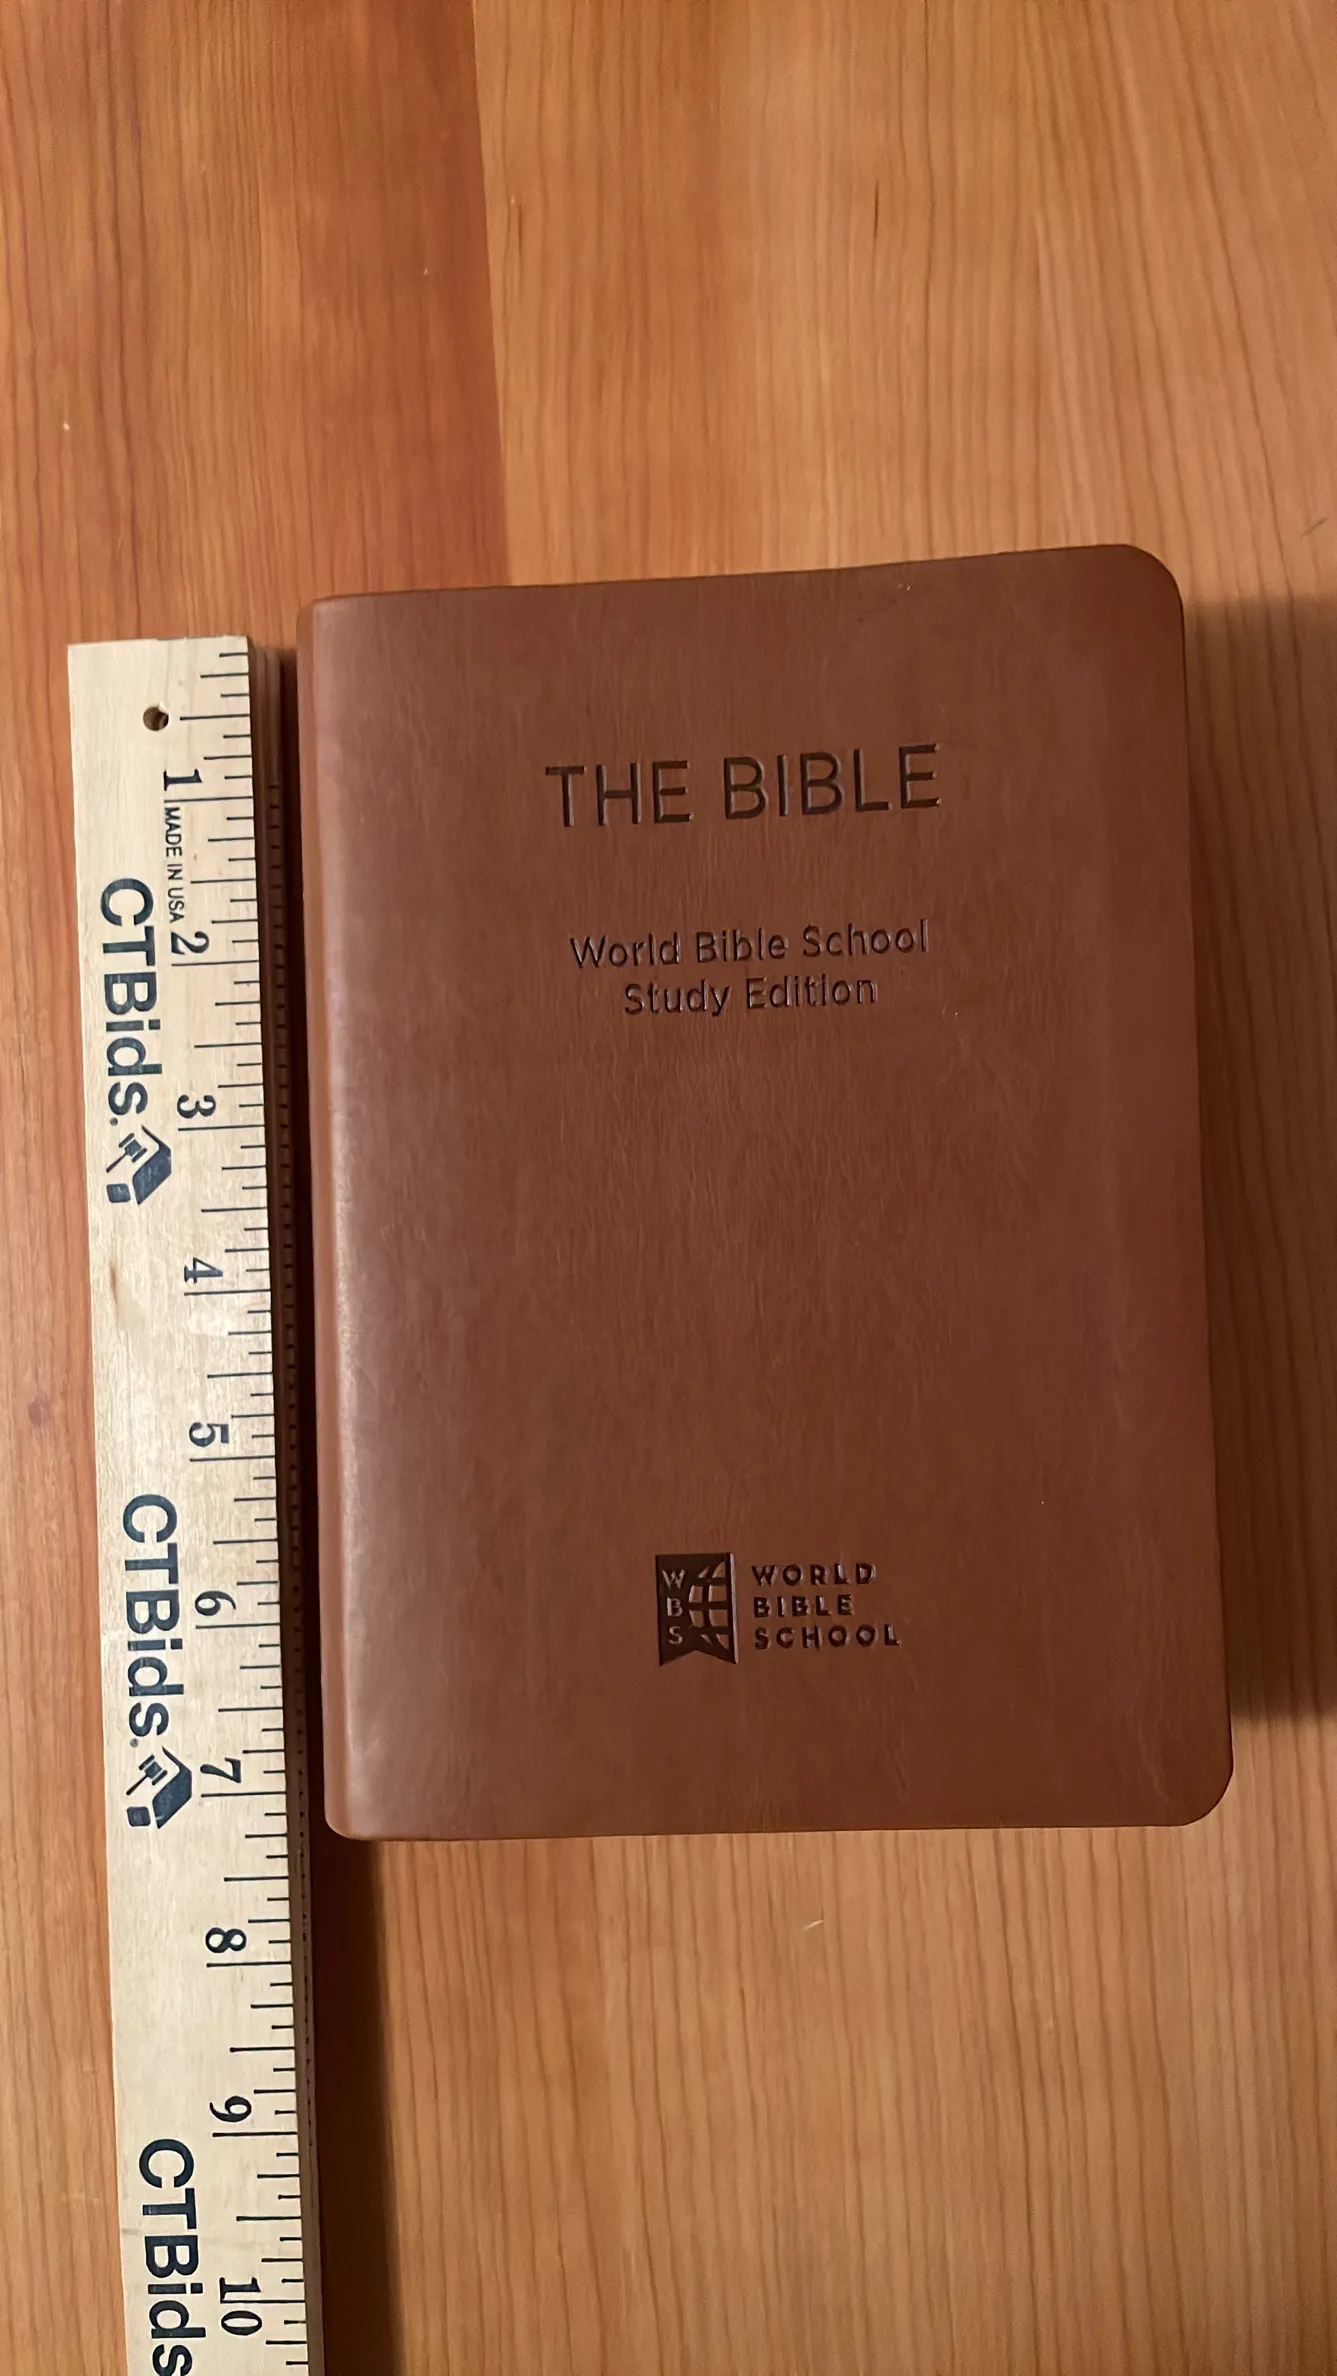 THE BIBLE
World Bible School
Study Edition
W
B
S
WORLD
BIBLE
SCHOOL
1
MADE IN USA
2
3
4
5
6
7
8
9
10
CTBids.
CTBids.
CTBids